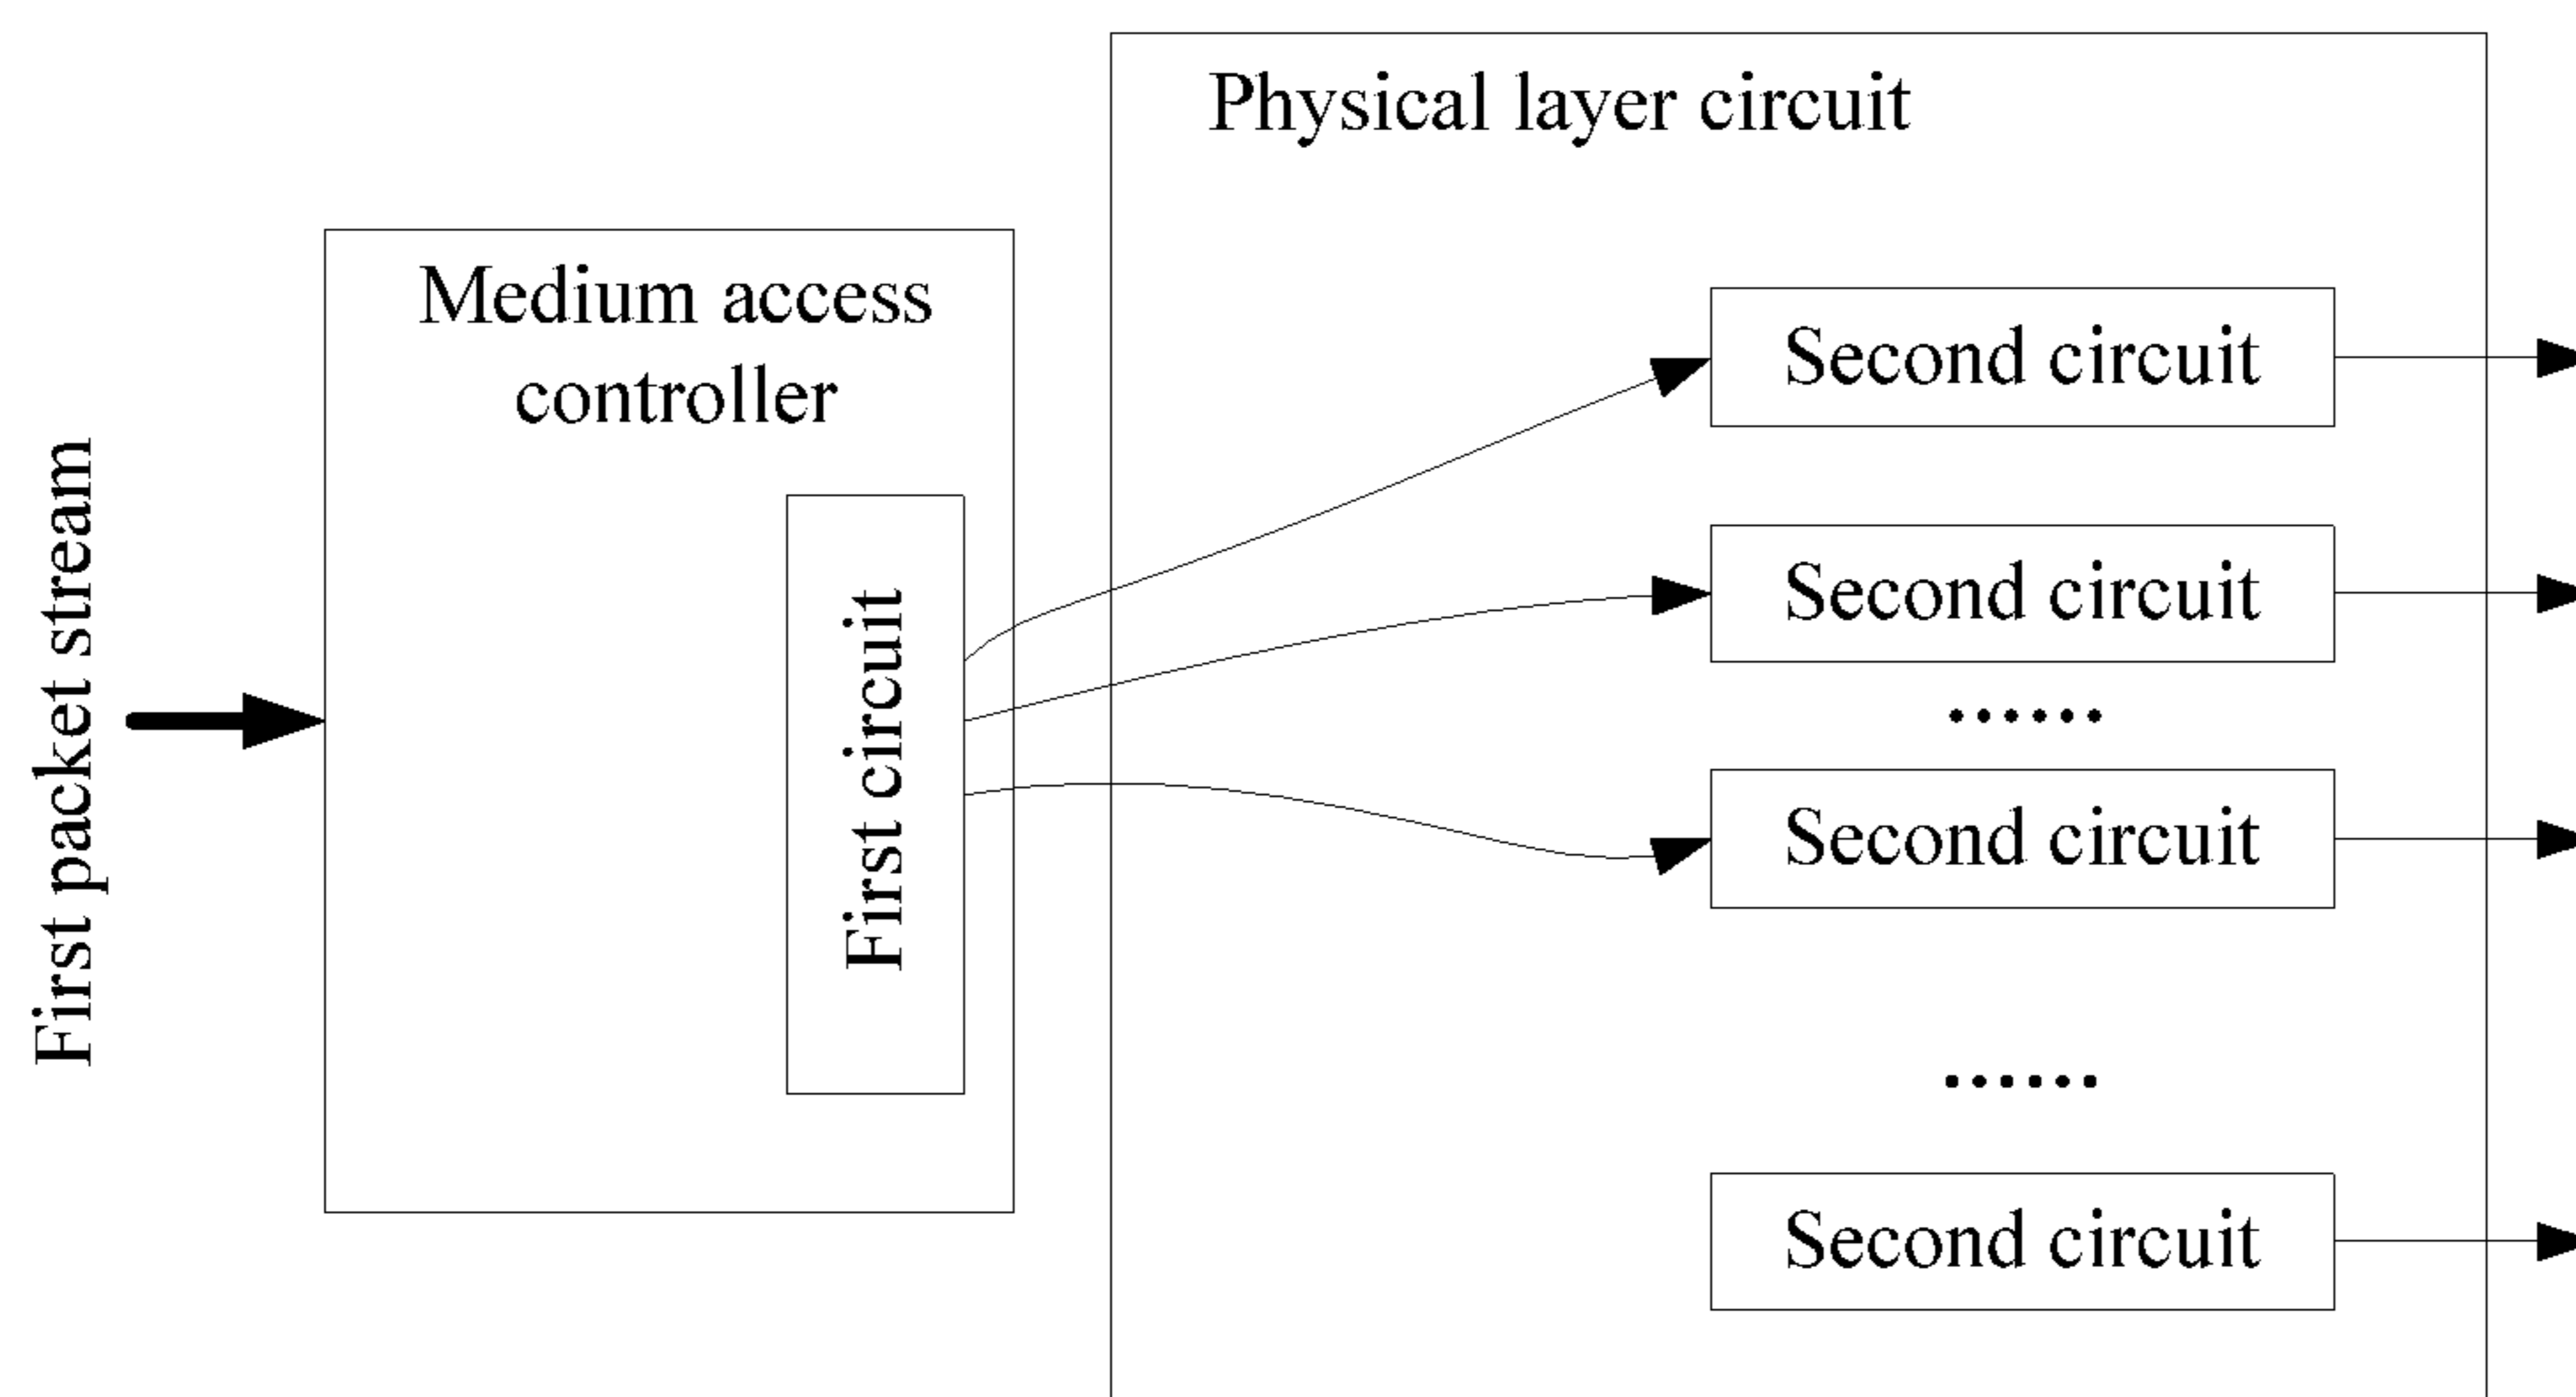 Physical layer circuit
Medium access
controller
First packet stream
First circuit
Second circuit
Second circuit
......
Second circuit
......
Second circuit